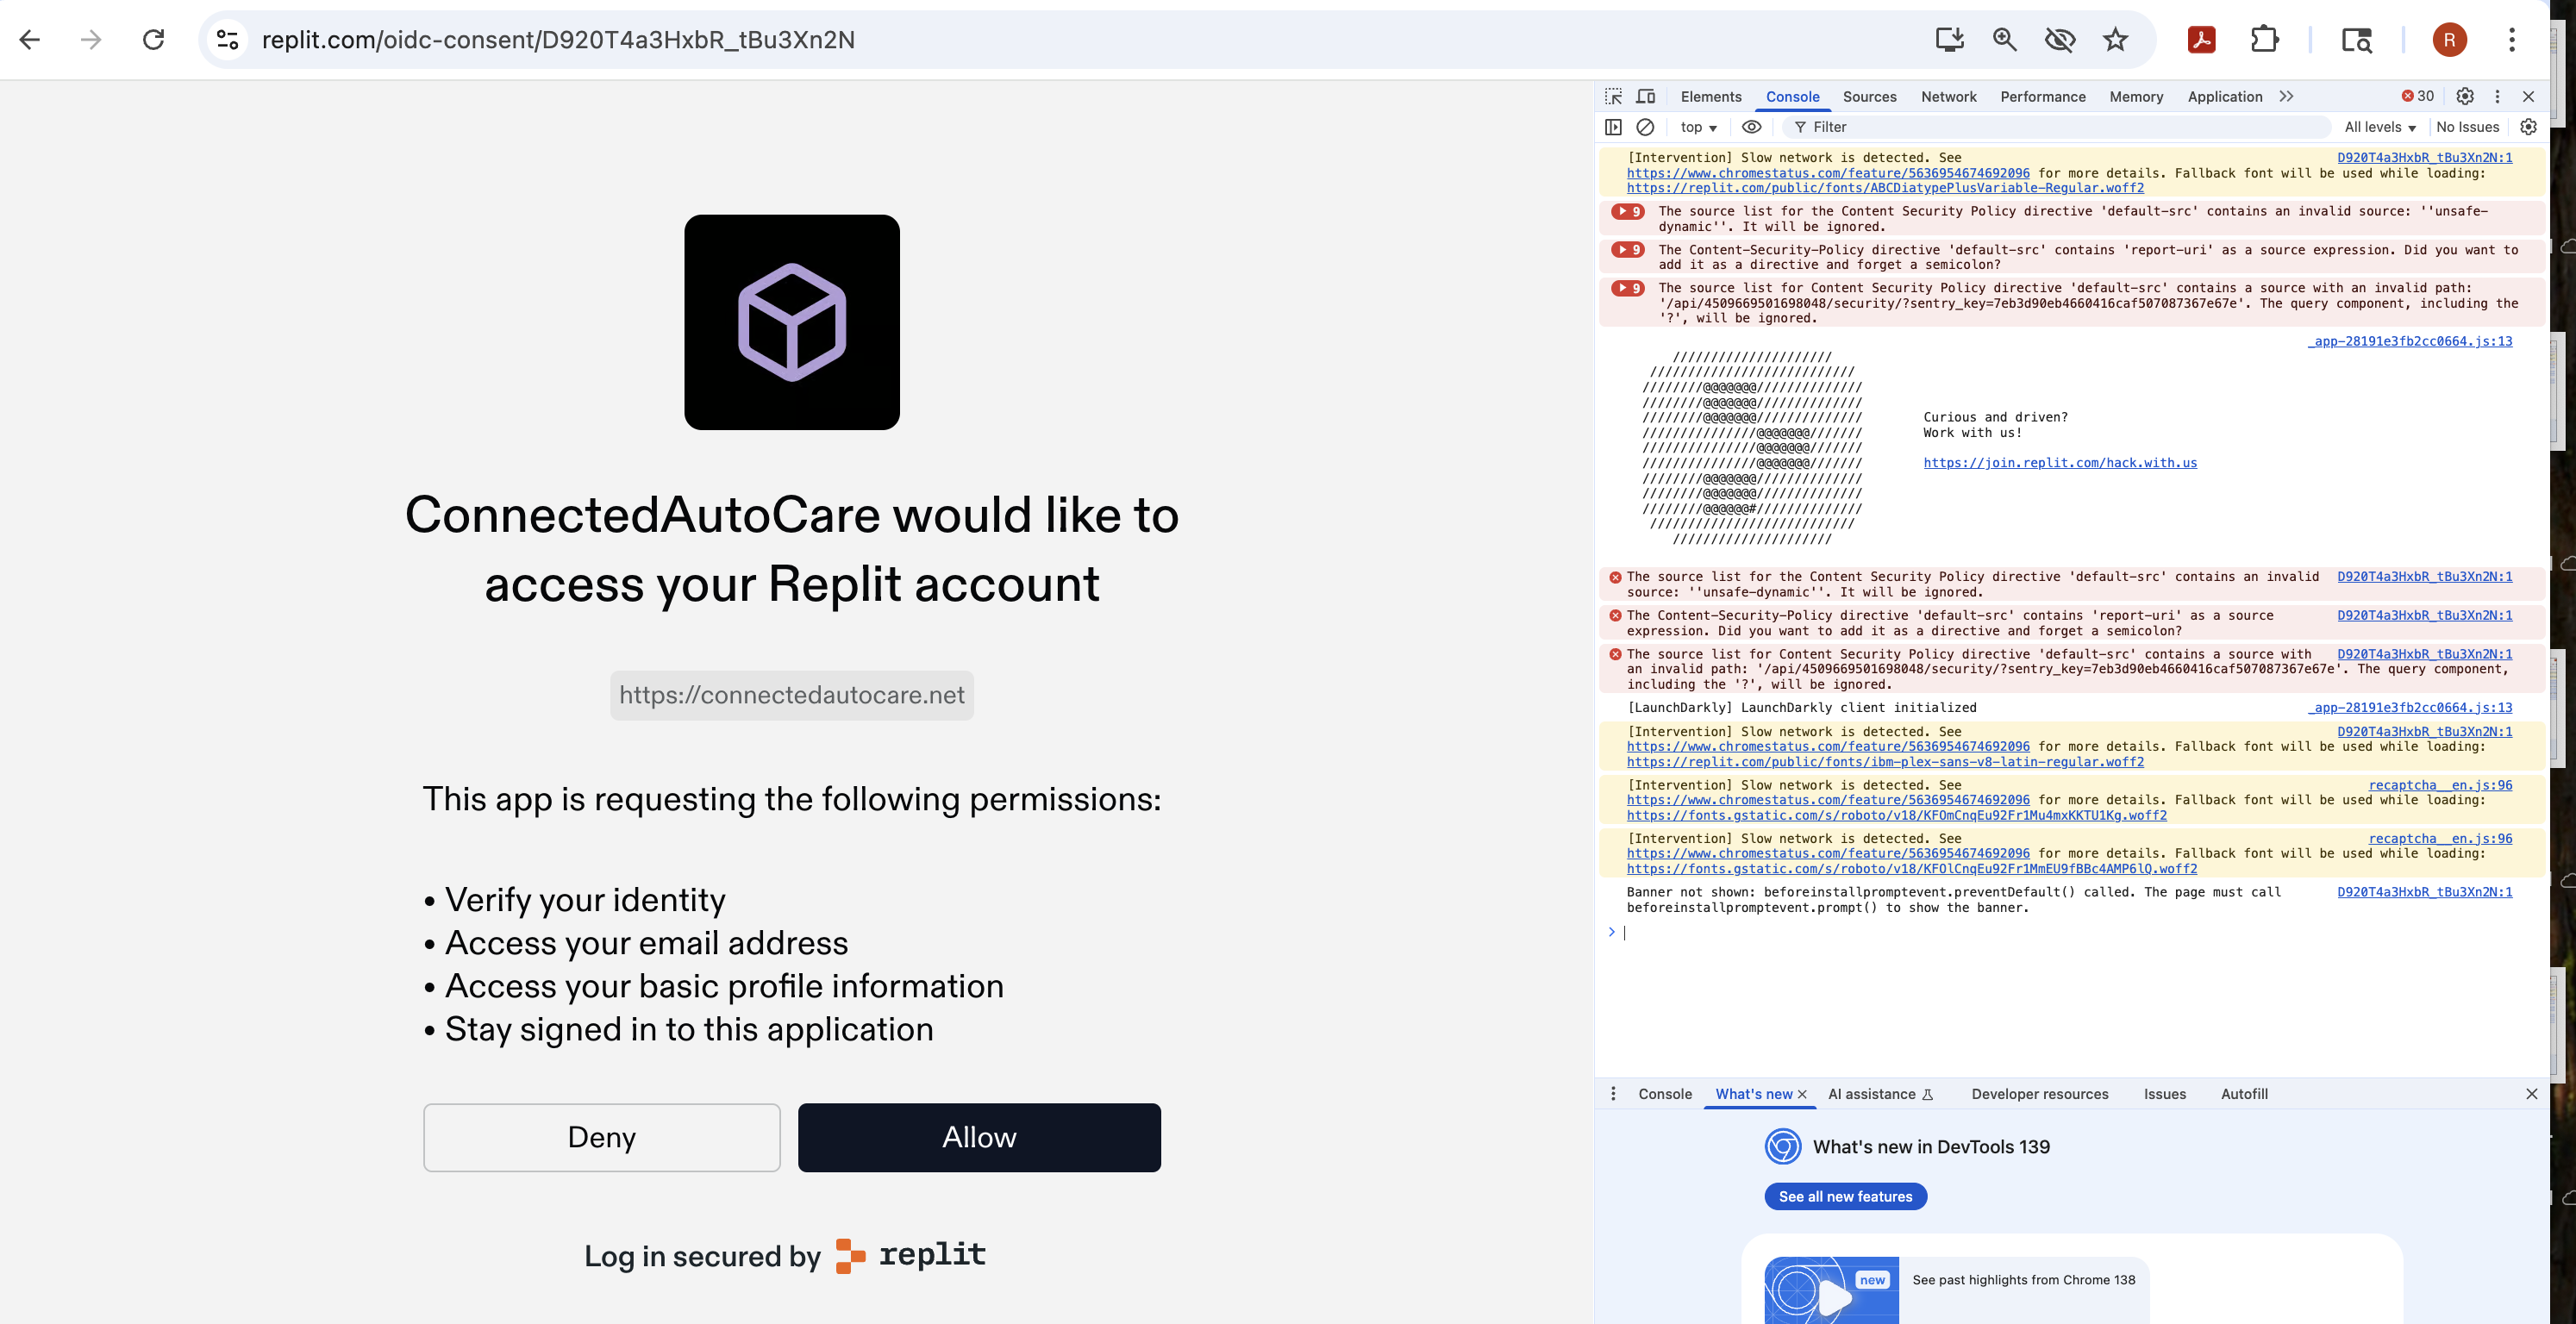 replit.com/oidc-consent/D920T4a3HxbR_tBu3Xn2N
R
ConnectedAutoCare would like to
access your Replit account
https://connectedautocare.net
This app is requesting the following permissions:
• Verify your identity
• Access your email address
• Access your basic profile information
• Stay signed in to this application
Deny
Allow
Log in secured by replit
Elements Console Sources Network Performance Memory Application 30
top Filter All levels No Issues
[Intervention] Slow network is detected. See D920T4a3HxbR_tBu3Xn2N:1
https://www.chromestatus.com/feature/5636954674692096 for more details. Fallback font will be used while loading:
https://replit.com/public/fonts/ABCDiatypePlusVariable-Regular.woff2
9 The source list for the Content Security Policy directive 'default-src' contains an invalid source: ''unsafe-
dynamic''. It will be ignored.
9 The Content-Security-Policy directive 'default-src' contains 'report-uri' as a source expression. Did you want to
add it as a directive and forget a semicolon?
9 The source list for Content Security Policy directive 'default-src' contains a source with an invalid path:
'/api/4509669501698048/security/?sentry_key=7eb3d90eb4660416caf507087367e67e'. The query component, including the
'?', will be ignored.
_app-28191e3fb2cc0664.js:13
/////////////////////
///////////////////////////
////////@@@@@@@//////////////
////////@@@@@@@//////////////
////////@@@@@@@////////////// Curious and driven?
///////////////@@@@@@@/////// Work with us!
///////////////@@@@@@@///////
///////////////@@@@@@@/////// https://join.replit.com/hack.with.us
////////@@@@@@@//////////////
////////@@@@@@@//////////////
////////@@@@@@#//////////////
///////////////////////////
/////////////////////
The source list for the Content Security Policy directive 'default-src' contains an invalid D920T4a3HxbR_tBu3Xn2N:1
source: ''unsafe-dynamic''. It will be ignored.
The Content-Security-Policy directive 'default-src' contains 'report-uri' as a source D920T4a3HxbR_tBu3Xn2N:1
expression. Did you want to add it as a directive and forget a semicolon?
The source list for Content Security Policy directive 'default-src' contains a source with D920T4a3HxbR_tBu3Xn2N:1
an invalid path: '/api/4509669501698048/security/?sentry_key=7eb3d90eb4660416caf507087367e67e'. The query component,
including the '?', will be ignored.
[LaunchDarkly] LaunchDarkly client initialized _app-28191e3fb2cc0664.js:13
[Intervention] Slow network is detected. See D920T4a3HxbR_tBu3Xn2N:1
https://www.chromestatus.com/feature/5636954674692096 for more details. Fallback font will be used while loading:
https://replit.com/public/fonts/ibm-plex-sans-v8-latin-regular.woff2
[Intervention] Slow network is detected. See recaptcha__en.js:96
https://www.chromestatus.com/feature/5636954674692096 for more details. Fallback font will be used while loading:
https://fonts.gstatic.com/s/roboto/v18/KFOmCnqEu92Fr1Mu4mxKKTU1Kg.woff2
[Intervention] Slow network is detected. See recaptcha__en.js:96
https://www.chromestatus.com/feature/5636954674692096 for more details. Fallback font will be used while loading:
https://fonts.gstatic.com/s/roboto/v18/KFOlCnqEu92Fr1MmEU9fBBc4AMP6lQ.woff2
Banner not shown: beforeinstallpromptevent.preventDefault() called. The page must call D920T4a3HxbR_tBu3Xn2N:1
beforeinstallpromptevent.prompt() to show the banner.
Console What's new AI assistance Developer resources Issues Autofill
What's new in DevTools 139
See all new features
new See past highlights from Chrome 138